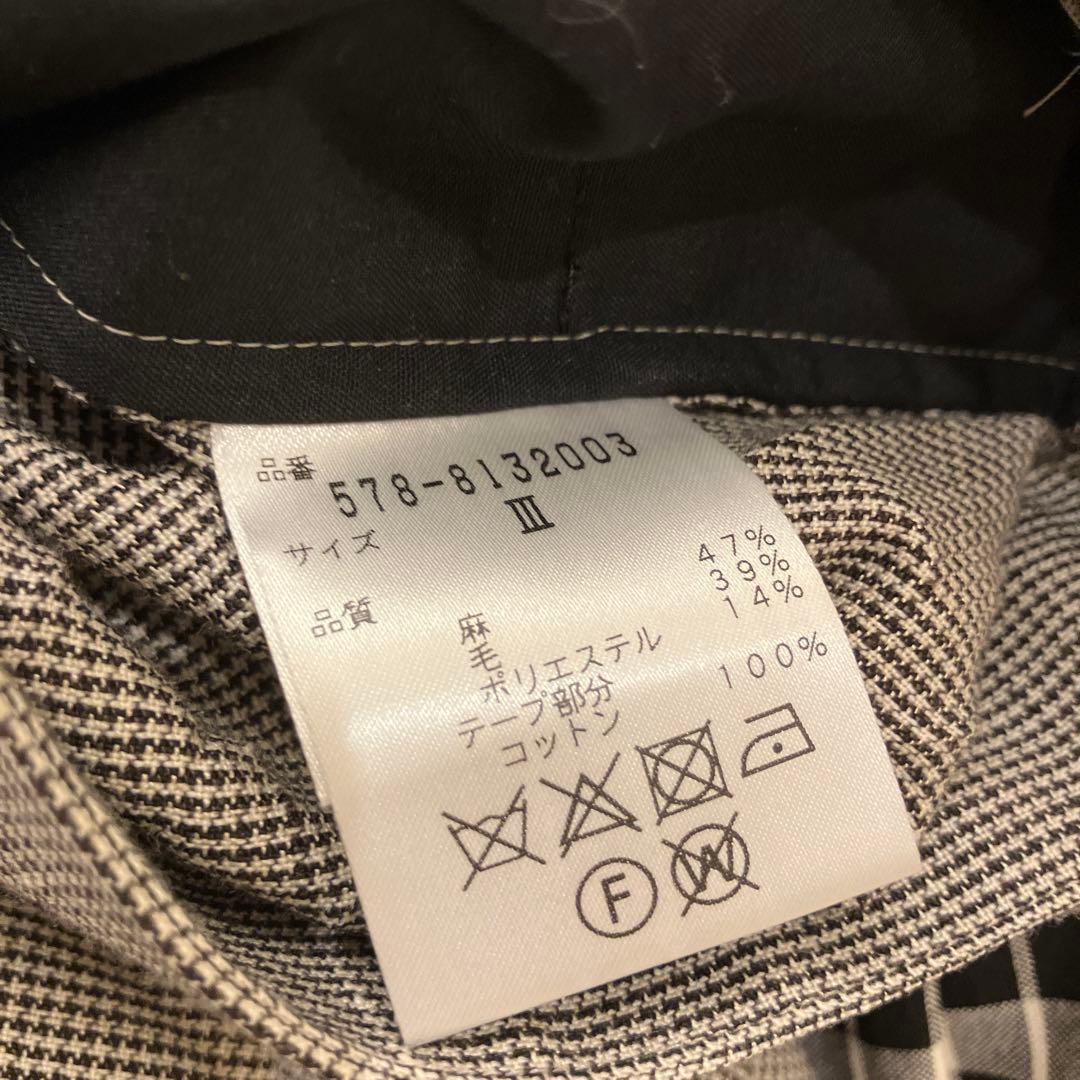 品番 578-8132003
サイズ Ⅲ
品質 麻 47%
毛 39%
ポリエステル 14%
テープ部分
コットン 100%
F W